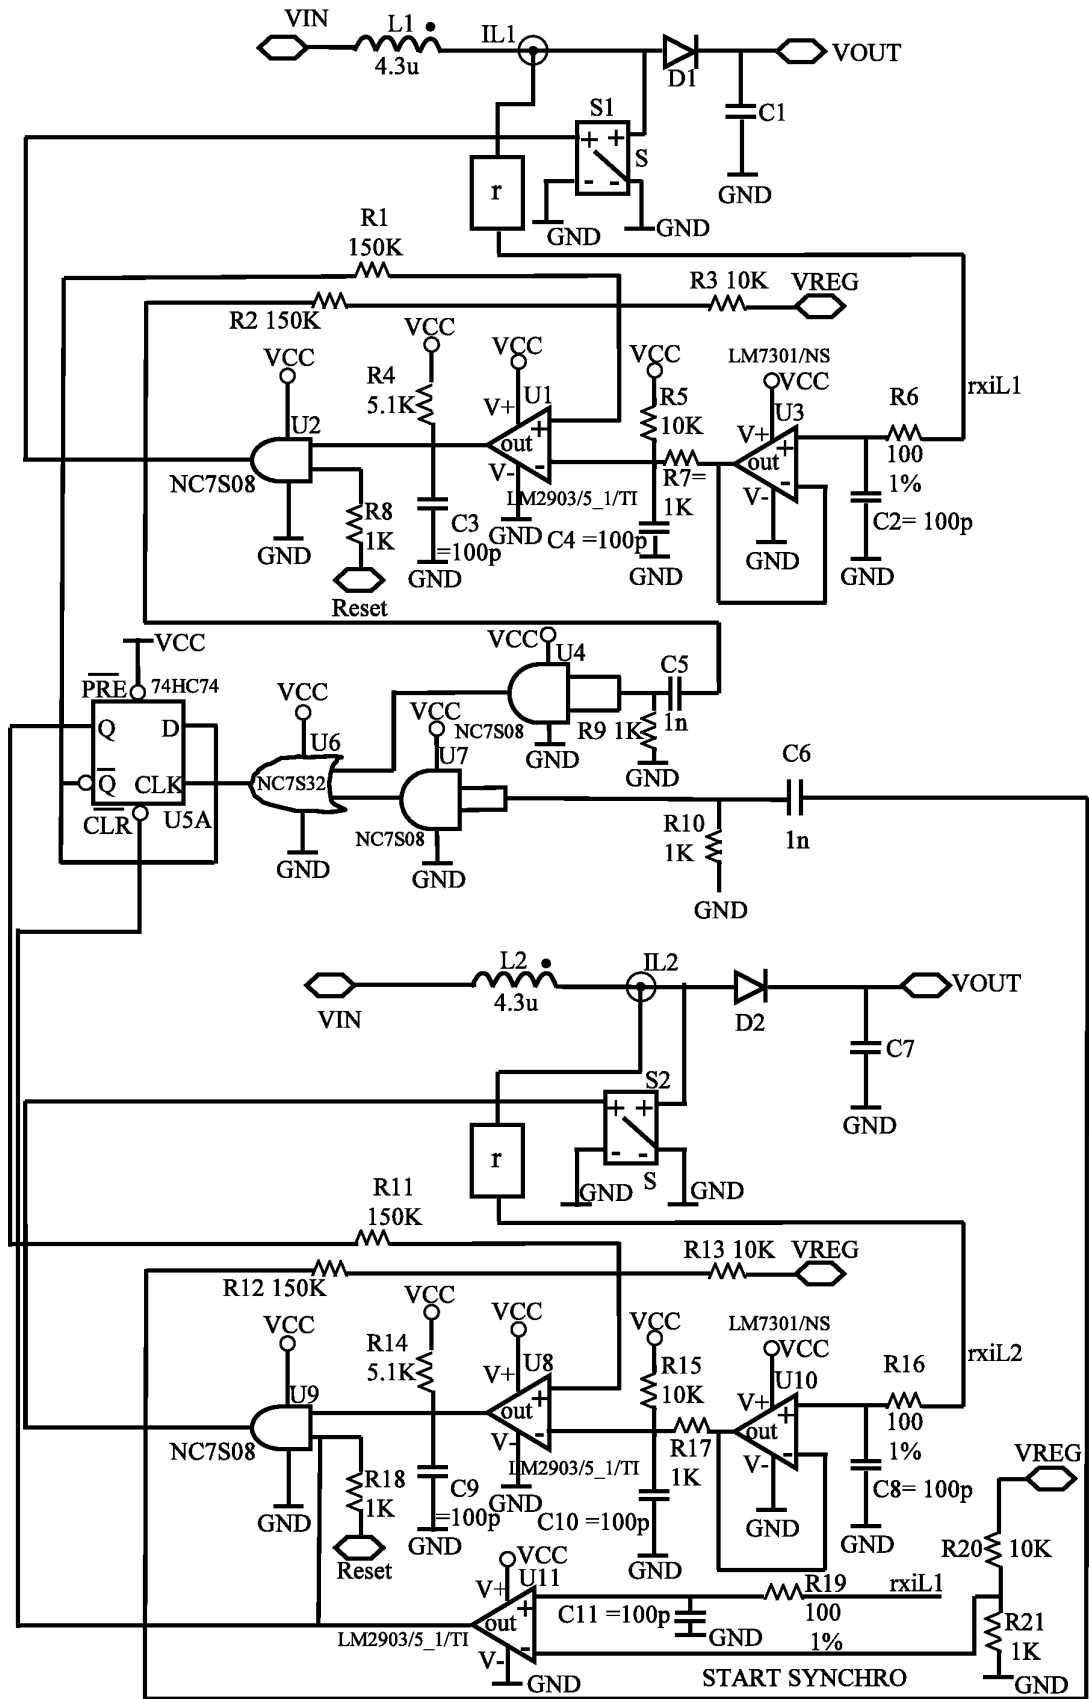 VIN
L1
4.3u
IL1
D1
VOUT
C1
GND
S1
+ +
S
- -
GND
GND
r
R1
150K
R2 150K
R3 10K
VREG
VCC
U2
NC7S08
GND
R8
1K
Reset
VCC
R4
5.1K
C3
=100p
GND
VCC
U1
V+
+
out
-
V-
LM2903/5_1/TI
GND
VCC
R5
10K
R7=
1K
C4 =100p
GND
LM7301/NS
VCC
U3
V+
+
out
-
V-
GND
R6
100
1%
C2= 100p
GND
rxiL1
VCC
PRE
74HC74
Q
D
Q
CLK
CLR
U5A
VCC
U6
NC7S32
GND
VCC
U4
NC7S08
GND
R9 1K
GND
C5
1n
VCC
U7
NC7S08
GND
R10
1K
GND
C6
1n
VIN
L2
4.3u
IL2
D2
VOUT
C7
GND
S2
+ +
- -
S
GND
GND
r
R11
150K
R12 150K
R13 10K
VREG
VCC
U9
NC7S08
GND
R18
1K
Reset
VCC
R14
5.1K
C9
=100p
GND
VCC
U8
V+
+
out
-
V-
LM2903/5_1/TI
GND
VCC
R15
10K
R17
1K
C10 =100p
GND
LM7301/NS
VCC
U10
V+
+
out
-
V-
GND
R16
100
1%
C8= 100p
GND
rxiL2
VREG
R20 10K
R21
1K
GND
VCC
U11
V+
+
out
-
V-
LM2903/5_1/TI
GND
C11 =100p
GND
R19
100
1%
rxiL1
START SYNCHRO